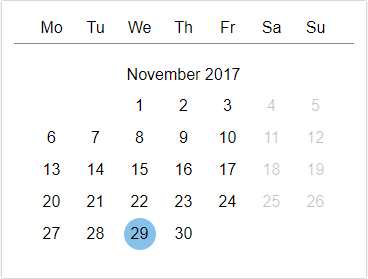 Mo Tu We Th Fr Sa Su
November 2017
1 2 3 4 5
6 7 8 9 10 11 12
13 14 15 16 17 18 19
20 21 22 23 24 25 26
27 28 29 30